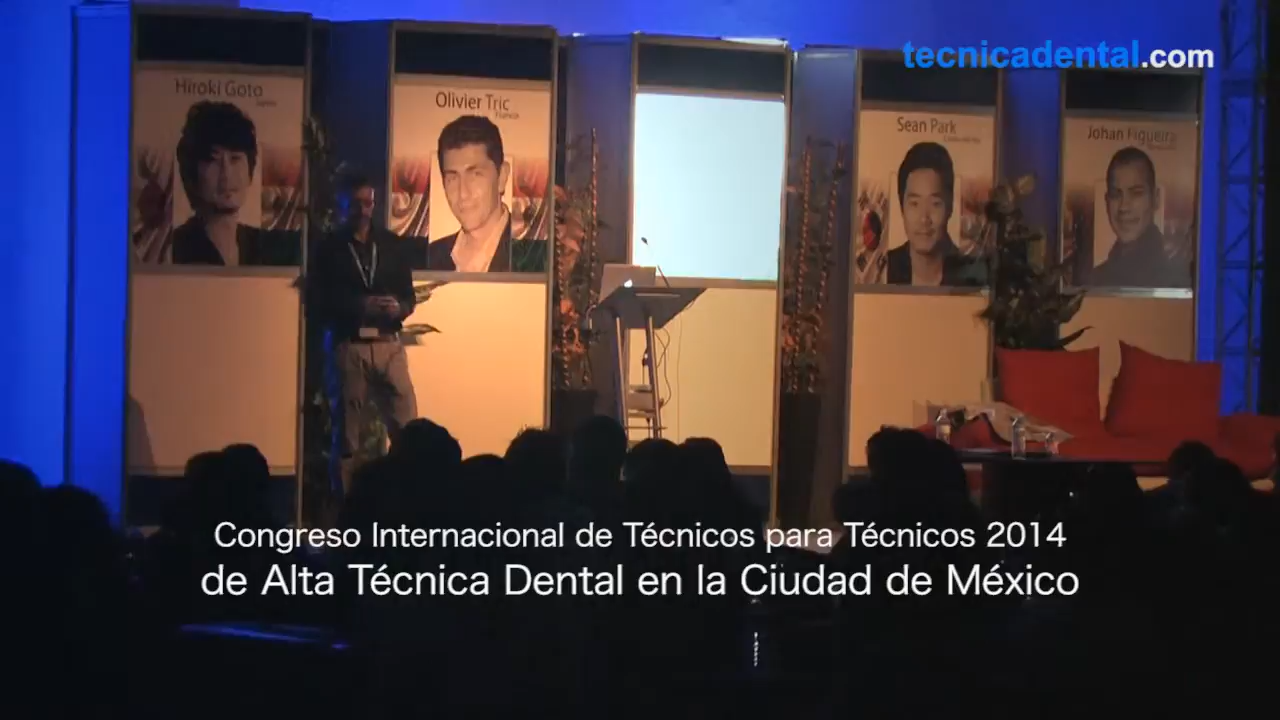 tecnicadental.com
Hiroki Goto
Olivier Tric
Francia
Sean Park
Johan Figueira
Congreso Internacional de Técnicos para Técnicos 2014
de Alta Técnica Dental en la Ciudad de México